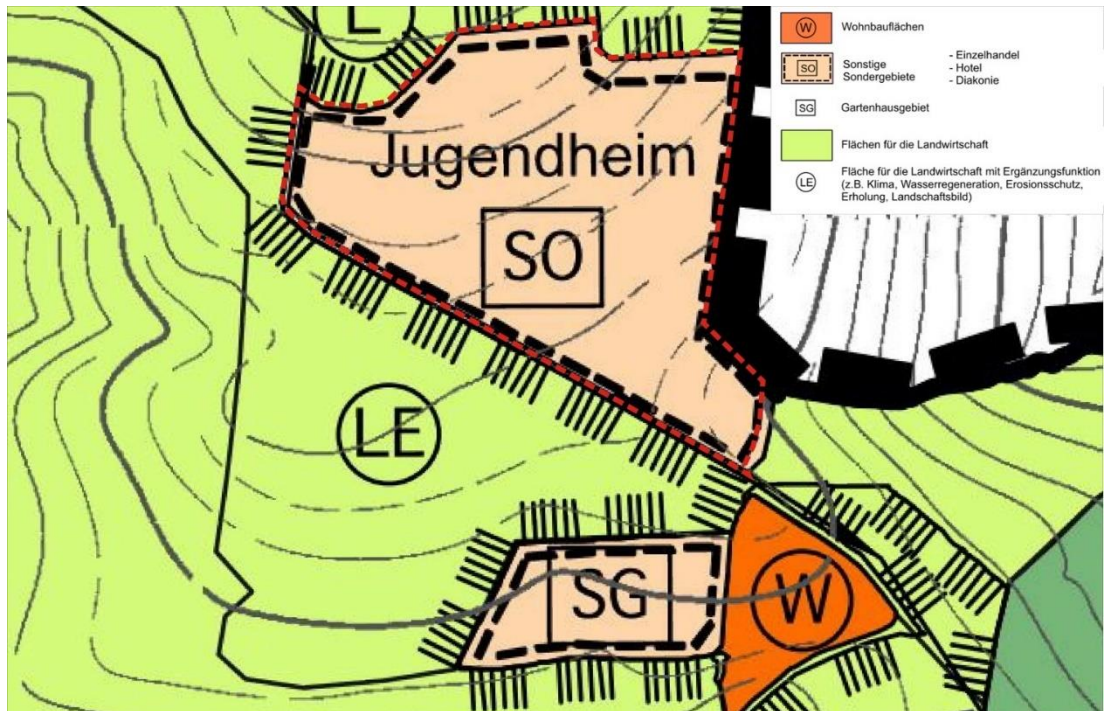 L
W Wohnbauflächen
SO Sonstige - Einzelhandel
Sondergebiete - Hotel
- Diakonie
SG Gartenhausgebiet
Flächen für die Landwirtschaft
LE Fläche für die Landwirtschaft mit Ergänzungsfunktion
(z.B. Klima, Wasserregeneration, Erosionsschutz,
Erholung, Landschaftsbild)
Jugendheim
SO
LE
SG
W